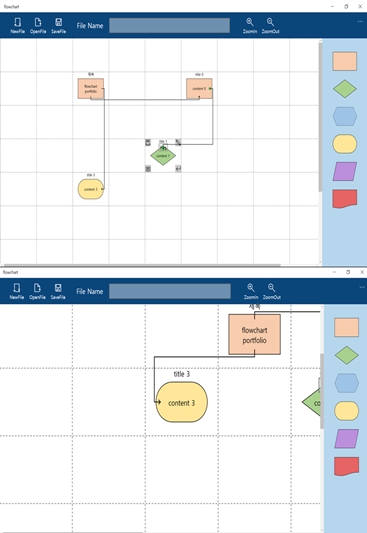 flowchart
NewFile OpenFile SaveFile File Name ZoomIn ZoomOut
제목
title 0
flowchart
portfolio
content 0
title 1
content 1
title 3
content 3
flowchart
NewFile OpenFile SaveFile File Name ZoomIn ZoomOut
제목
flowchart
portfolio
title 3
content 3
co